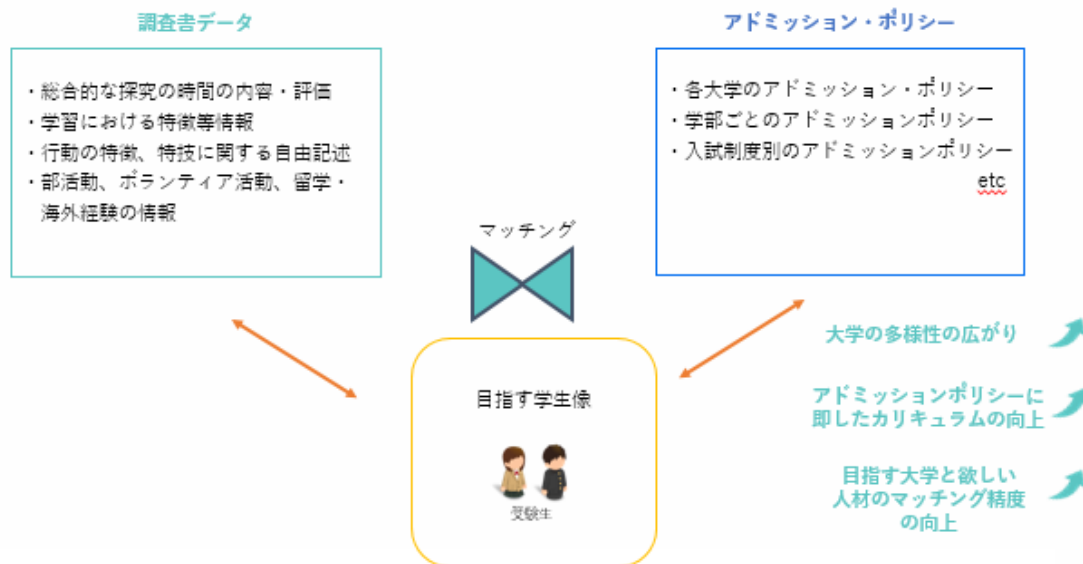 調査書データ
・総合的な探究の時間の内容・評価
・学習における特徴等情報
・行動の特徴、特技に関する自由記述
・部活動、ボランティア活動、留学・
海外経験の情報
アドミッション・ポリシー
・各大学のアドミッション・ポリシー
・学部ごとのアドミッションポリシー
・入試制度別のアドミッションポリシー
etc
マッチング
目指す学生像
受験生
大学の多様性の広がり
アドミッションポリシーに
即したカリキュラムの向上
目指す大学と欲しい
人材のマッチング精度
の向上